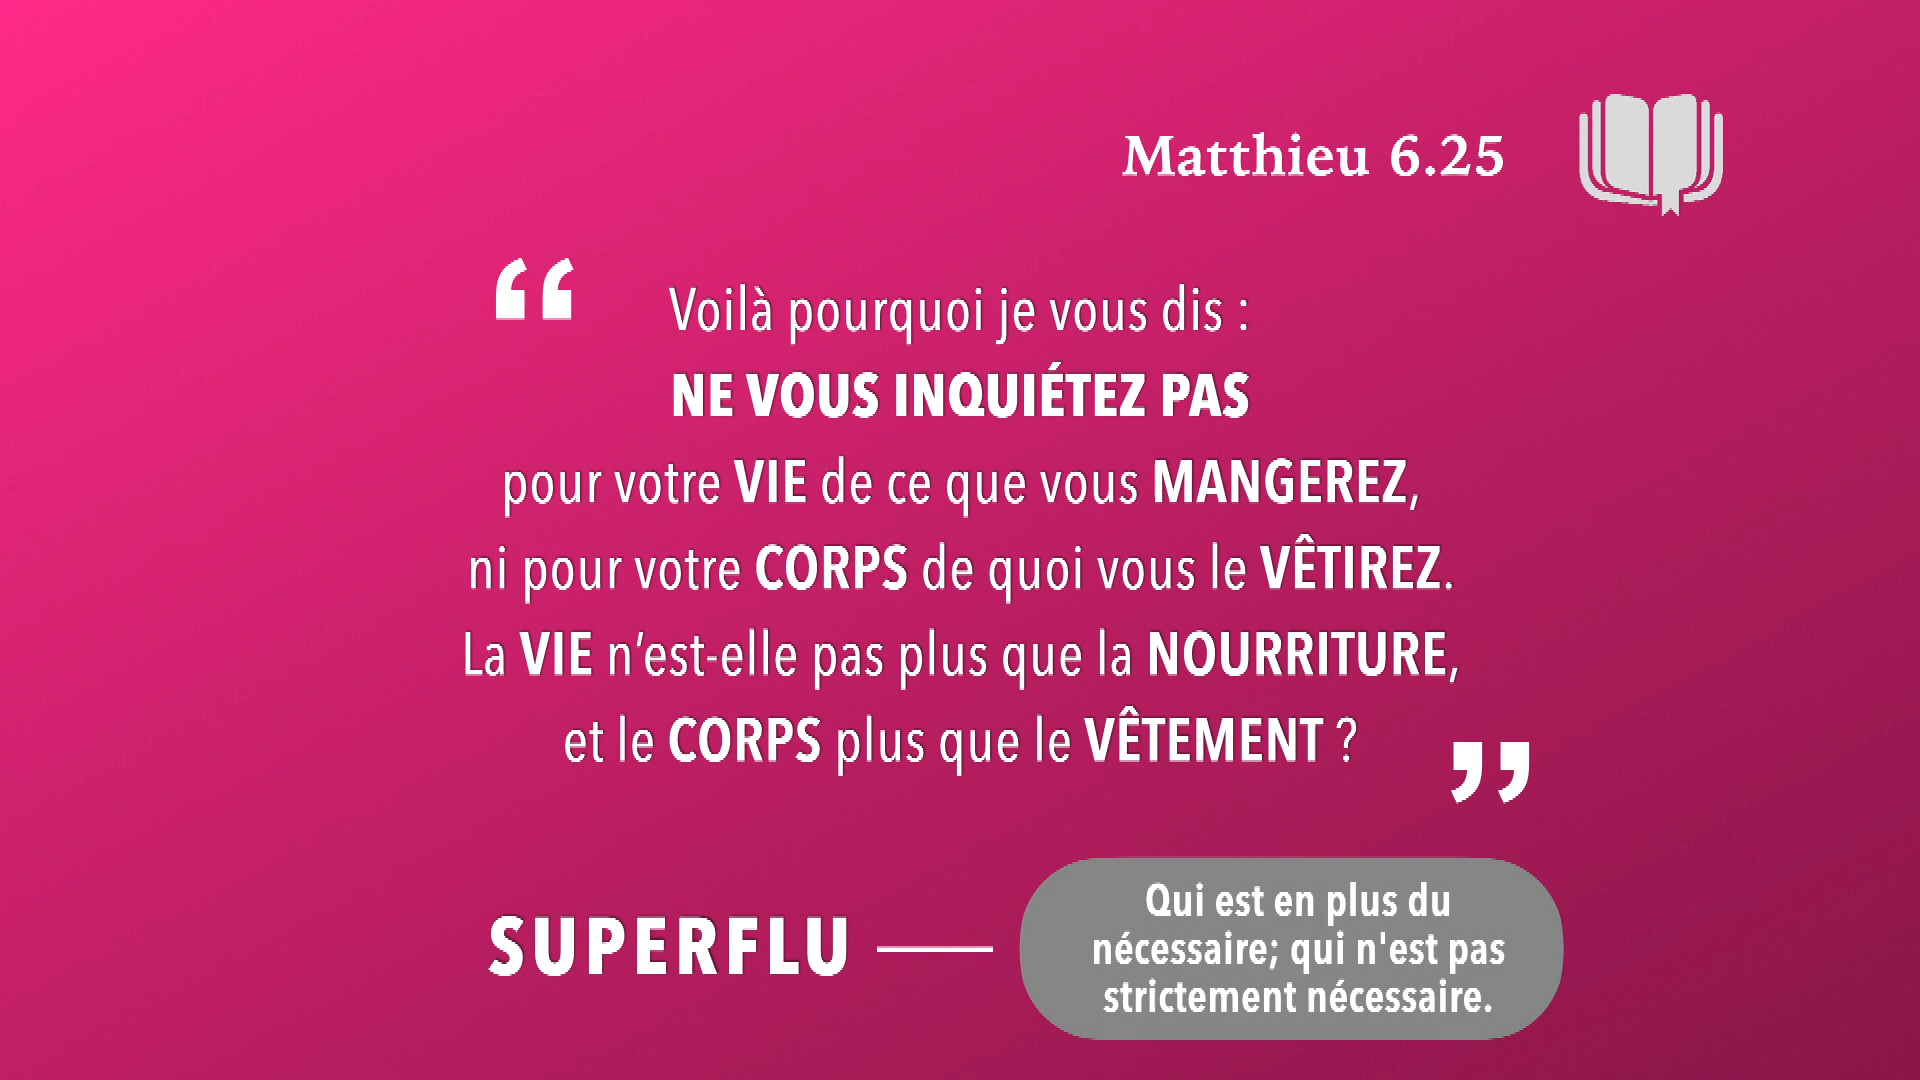 Matthieu 6.25
“ Voilà pourquoi je vous dis :
NE VOUS INQUIÉTEZ PAS
pour votre VIE de ce que vous MANGEREZ,
ni pour votre CORPS de quoi vous le VÊTIREZ.
La VIE n’est-elle pas plus que la NOURRITURE,
et le CORPS plus que le VÊTEMENT ? ”
SUPERFLU —
Qui est en plus du
nécessaire; qui n'est pas
strictement nécessaire.